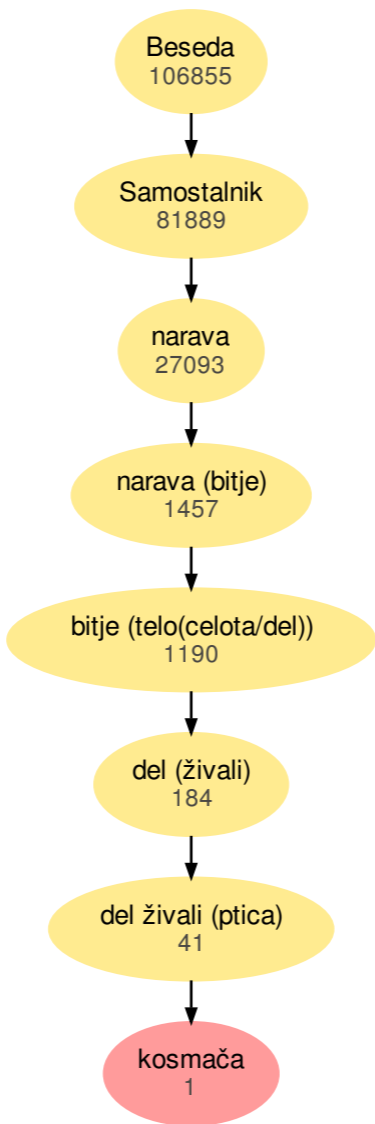 Beseda
106855
Samostalnik
81889
narava
27093
narava (bitje)
1457
bitje (telo(celota/del))
1190
del (živali)
184
del živali (ptica)
41
kosmača
1